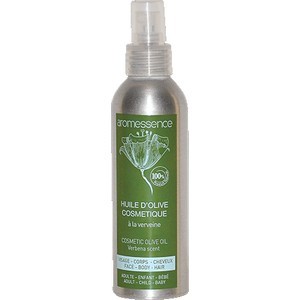 aromessence
100%
HUILE D'OLIVE
COSMETIQUE
à la verveine
COSMETIC OLIVE OIL
Verbena scent
VISAGE - CORPS - CHEVEUX
FACE - BODY - HAIR
ADULTE - ENFANT - BÉBÉ
ADULT - CHILD - BABY